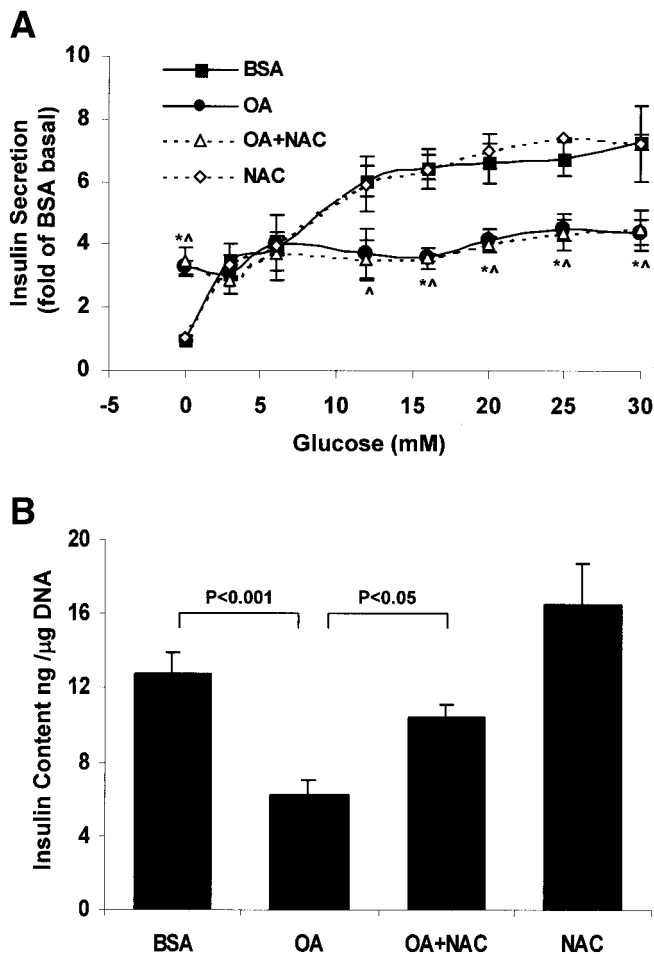 A
10
8
6
4
2
0
Insulin Secretion
(fold of BSA basal)
BSA
OA
OA+NAC
NAC
*^
^
*^
*^
*^
*^
-5 0 5 10 15 20 25 30
Glucose (mM)
B
20
16
12
8
4
0
Insulin Content ng /μg DNA
P<0.001 P<0.05
BSA OA OA+NAC NAC